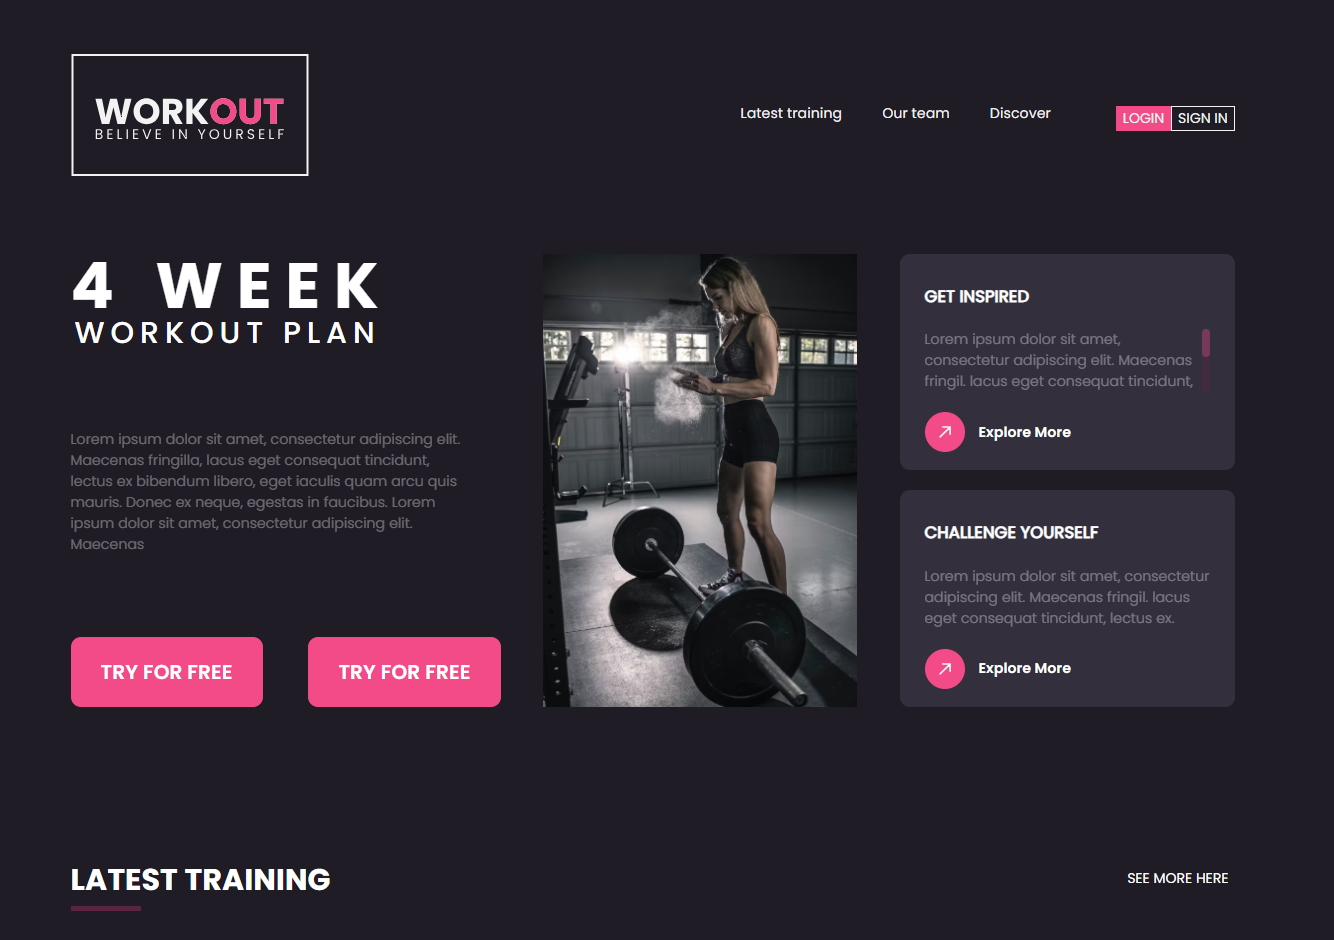 WORKOUT
BELIEVE IN YOURSELF
Latest training
Our team
Discover
LOGIN
SIGN IN
4 WEEK
WORKOUT PLAN
Lorem ipsum dolor sit amet, consectetur adipiscing elit.
Maecenas fringilla, lacus eget consequat tincidunt,
lectus ex bibendum libero, eget iaculis quam arcu quis
mauris. Donec ex neque, egestas in faucibus. Lorem
ipsum dolor sit amet, consectetur adipiscing elit.
Maecenas
TRY FOR FREE
TRY FOR FREE
GET INSPIRED
Lorem ipsum dolor sit amet,
consectetur adipiscing elit. Maecenas
fringil. lacus eget consequat tincidunt,
Explore More
CHALLENGE YOURSELF
Lorem ipsum dolor sit amet, consectetur
adipiscing elit. Maecenas fringil. lacus
eget consequat tincidunt, lectus ex.
Explore More
LATEST TRAINING
SEE MORE HERE